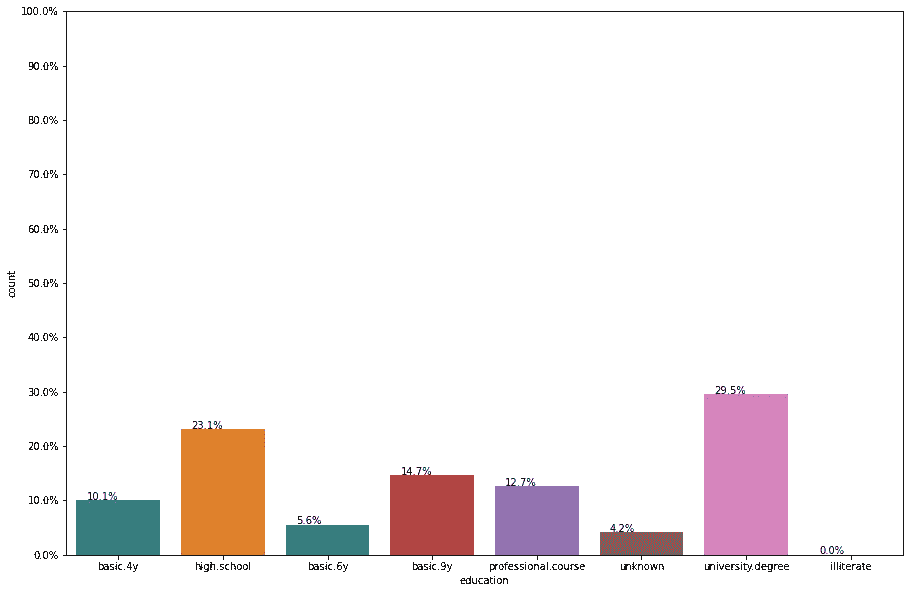 100.0%
90.0%
80.0%
70.0%
60.0%
50.0%
40.0%
30.0%
20.0%
10.0%
0.0%
count
10.1%
23.1%
5.6%
14.7%
12.7%
4.2%
29.5%
0.0%
basic.4y
high.school
basic.6y
basic.9y
professional.course
unknown
university.degree
illiterate
education